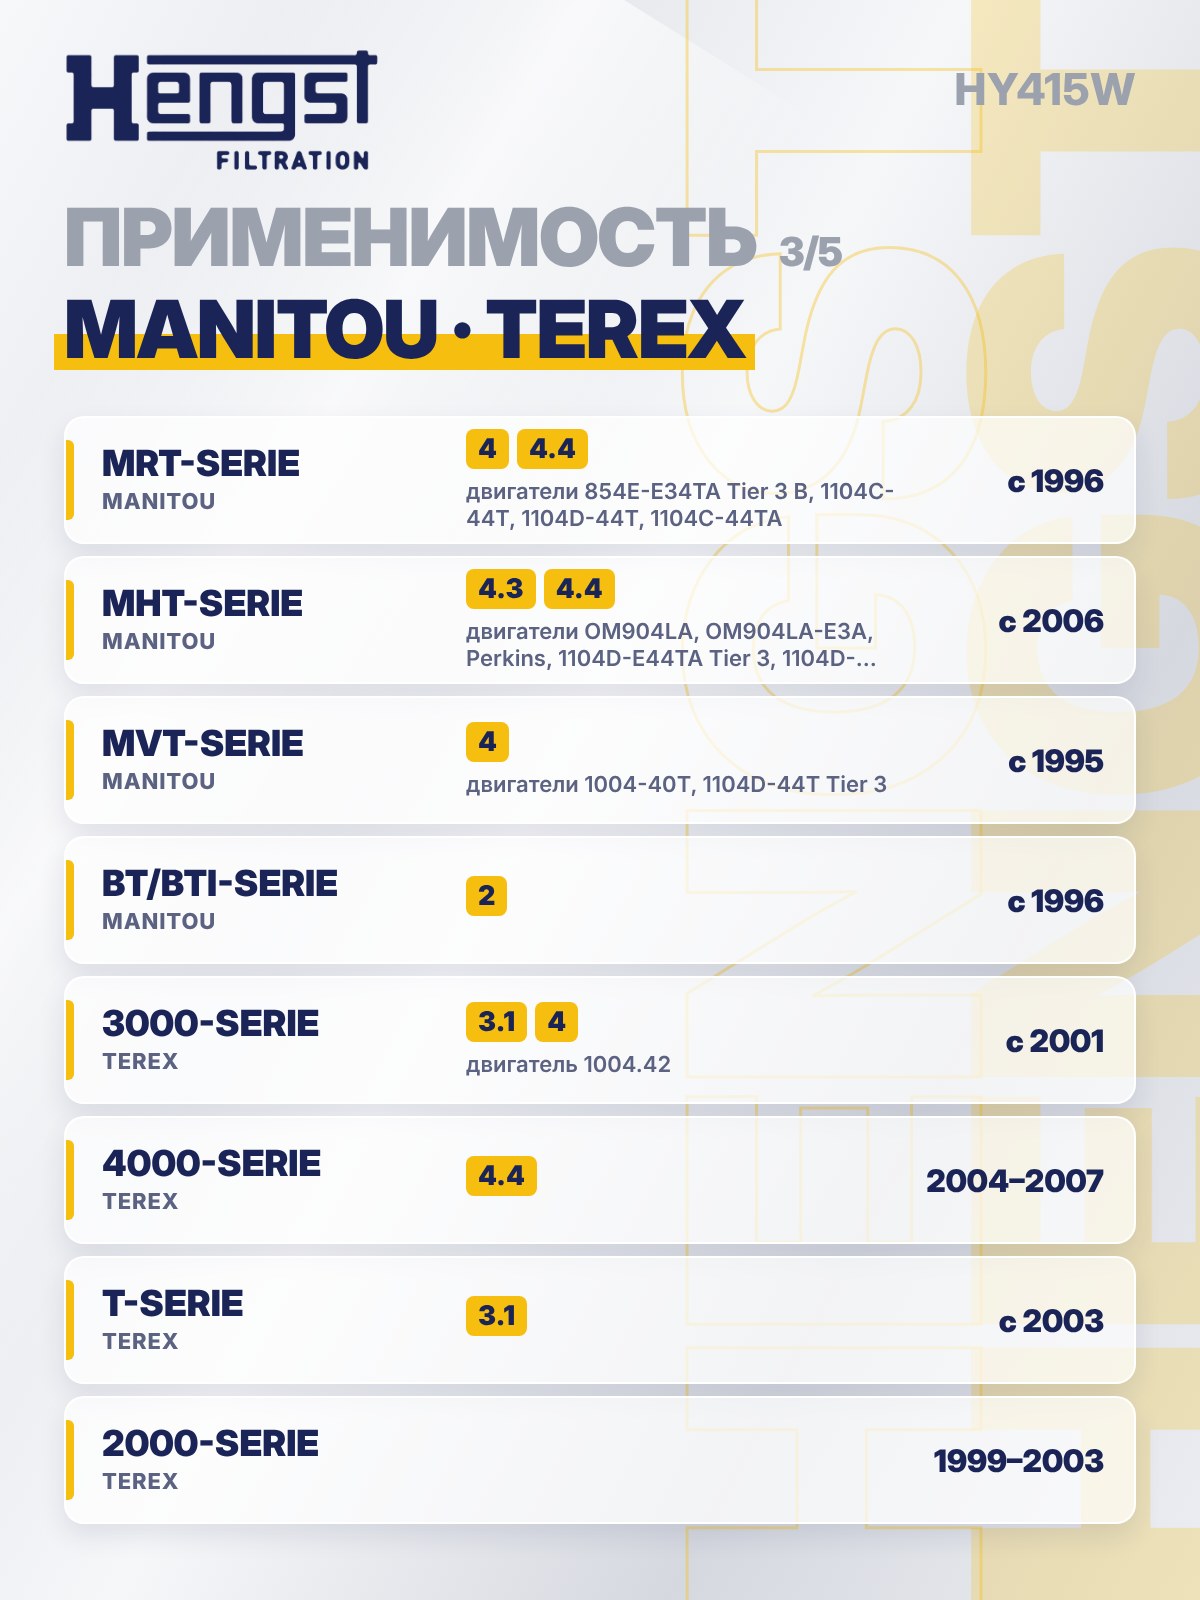 Hengst
FILTRATION
HY415W
ПРИМЕНИМОСТЬ 3/5
MANITOU · TEREX
MRT-SERIE
MANITOU
4 4.4
двигатели 854E-E34TA Tier 3 B, 1104C-
44T, 1104D-44T, 1104C-44TA
с 1996
MHT-SERIE
MANITOU
4.3 4.4
двигатели OM904LA, OM904LA-E3A,
Perkins, 1104D-E44TA Tier 3, 1104D-...
с 2006
MVT-SERIE
MANITOU
4
двигатели 1004-40T, 1104D-44T Tier 3
с 1995
BT/BTI-SERIE
MANITOU
2
с 1996
3000-SERIE
TEREX
3.1 4
двигатель 1004.42
с 2001
4000-SERIE
TEREX
4.4
2004–2007
T-SERIE
TEREX
3.1
с 2003
2000-SERIE
TEREX
1999–2003
HENGST
HENGST